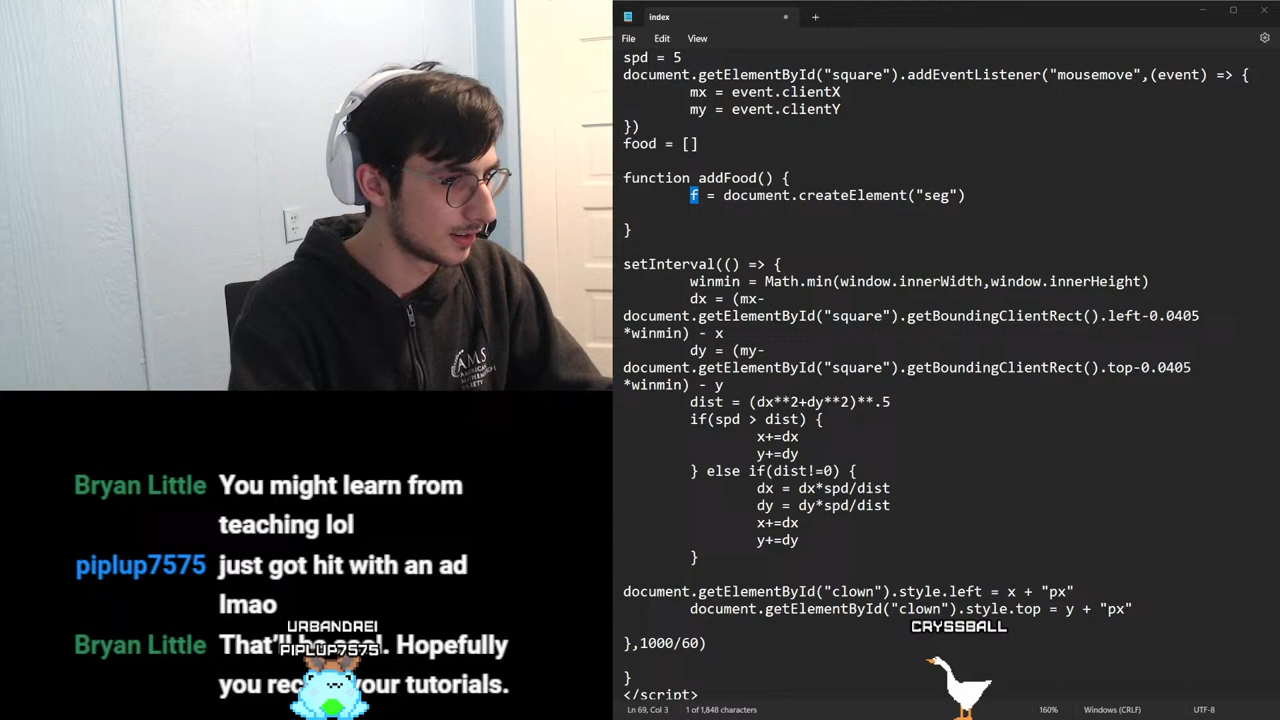 index
File Edit View
spd = 5
document.getElementById("square").addEventListener("mousemove",(event) => {
mx = event.clientX
my = event.clientY
})
food = []
function addFood() {
f = document.createElement("seg")
}
setInterval(() => {
winmin = Math.min(window.innerWidth,window.innerHeight)
dx = (mx-
document.getElementById("square").getBoundingClientRect().left-0.0405
*winmin) - x
dy = (my-
document.getElementById("square").getBoundingClientRect().top-0.0405
*winmin) - y
dist = (dx**2+dy**2)**.5
if(spd > dist) {
x+=dx
y+=dy
} else if(dist!=0) {
dx = dx*spd/dist
dy = dy*spd/dist
x+=dx
y+=dy
}
document.getElementById("clown").style.left = x + "px"
document.getElementById("clown").style.top = y + "px"
},1000/60)
}
</script>
Ln 69, Col 3 1 of 1,848 characters 160% Windows (CRLF) UTF-8
AMS
AMERICAN
MATHEMATICAL
SOCIETY
Bryan Little You might learn from
teaching lol
piplup7575 just got hit with an ad
lmao
Bryan Little Hopefully
your tutorials.
URBANDREI
PIPLUP7575
CRYSSBALL